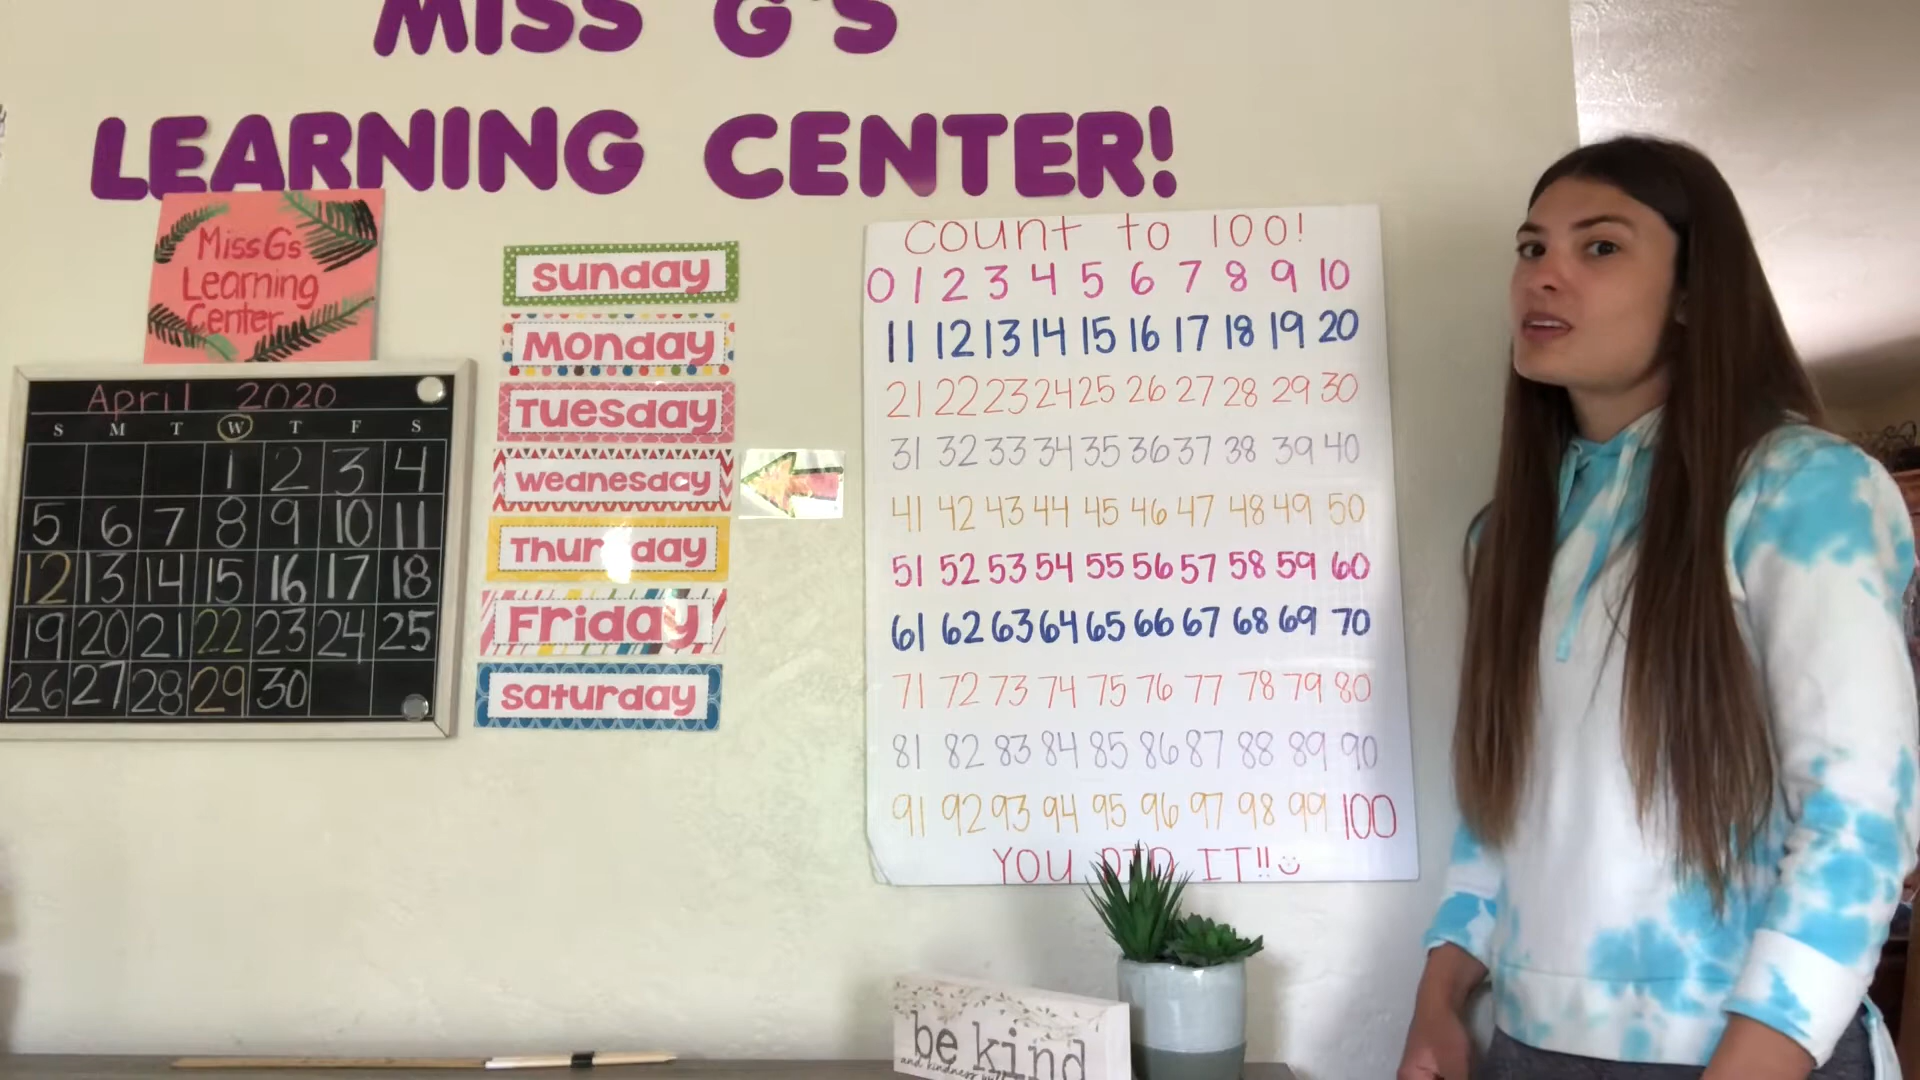 MISS G'S
LEARNING CENTER!
Miss Gs
Learning
Center
April 2020
S M T W T F S
1 2 3 4
5 6 7 8 9 10 11
12 13 14 15 16 17 18
19 20 21 22 23 24 25
26 27 28 29 30
Sunday
Monday
Tuesday
Wednesday
Thur day
Friday
Saturday
Count to 100!
0 1 2 3 4 5 6 7 8 9 10
11 12 13 14 15 16 17 18 19 20
21 22 23 24 25 26 27 28 29 30
31 32 33 34 35 36 37 38 39 40
41 42 43 44 45 46 47 48 49 50
51 52 53 54 55 56 57 58 59 60
61 62 63 64 65 66 67 68 69 70
71 72 73 74 75 76 77 78 79 80
81 82 83 84 85 86 87 88 89 90
91 92 93 94 95 96 97 98 99 100
YOU DID IT!!
be kind
and kindness